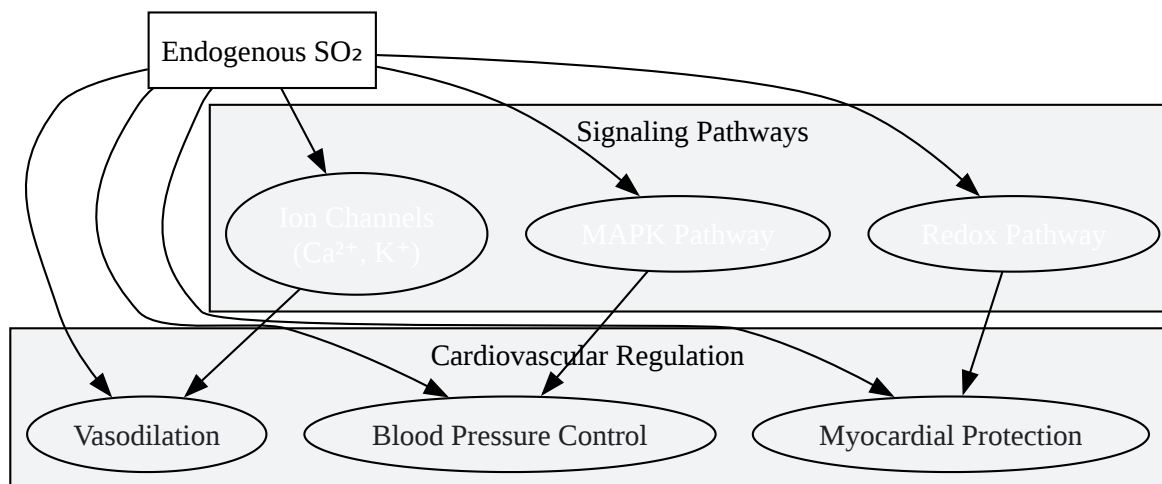 Endogenous SO₂
Signaling Pathways
Ion Channels
(Ca²⁺, K⁺)
MAPK Pathway
Redox Pathway
Cardiovascular Regulation
Vasodilation
Blood Pressure Control
Myocardial Protection